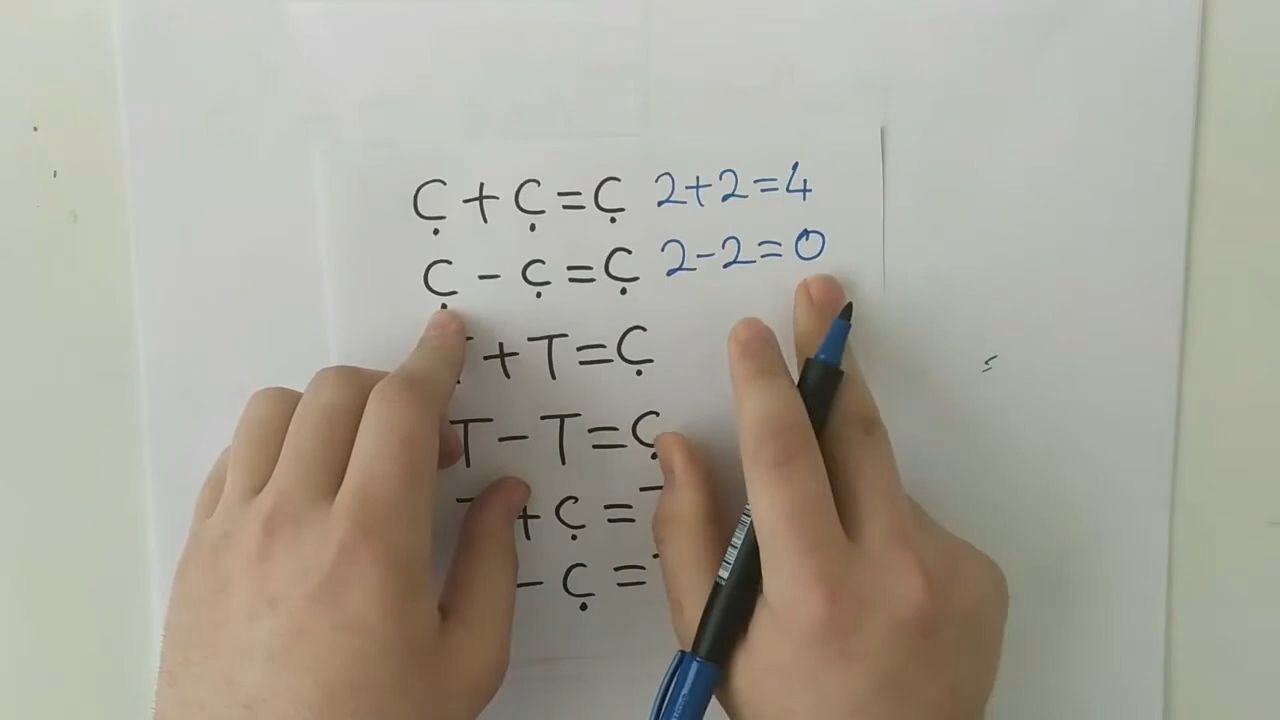 Ç + Ç = Ç 2+2=4
Ç - Ç = Ç 2-2=0
+ T = Ç
T - T = Ç
+ Ç =
- Ç =